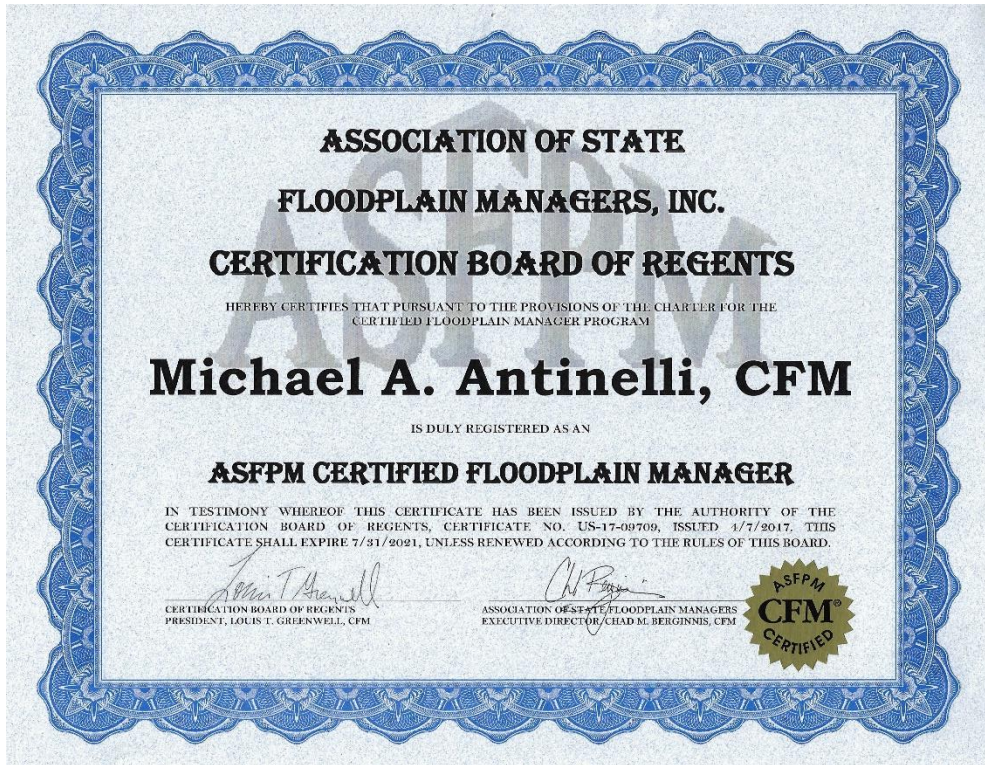 ASSOCIATION OF STATE
FLOODPLAIN MANAGERS, INC.
CERTIFICATION BOARD OF REGENTS
HEREBY CERTIFIES THAT PURSUANT TO THE PROVISIONS OF THE CHARTER FOR THE
CERTIFIED FLOODPLAIN MANAGER PROGRAM
Michael A. Antinelli, CFM
IS DULY REGISTERED AS AN
ASFPM CERTIFIED FLOODPLAIN MANAGER
IN TESTIMONY WHEREOF THIS CERTIFICATE HAS BEEN ISSUED BY THE AUTHORITY OF THE
CERTIFICATION BOARD OF REGENTS, CERTIFICATE NO. US-17-09709, ISSUED 4/7/2017. THIS
CERTIFICATE SHALL EXPIRE 7/31/2021, UNLESS RENEWED ACCORDING TO THE RULES OF THIS BOARD.
Louis T Greenwell
CERTIFICATION BOARD OF REGENTS
PRESIDENT, LOUIS T. GREENWELL, CFM
ASSOCIATION OF STATE FLOODPLAIN MANAGERS
EXECUTIVE DIRECTOR, CHAD M. BERGINNIS, CFM
ASFPM
CFM®
CERTIFIED
ASFPM